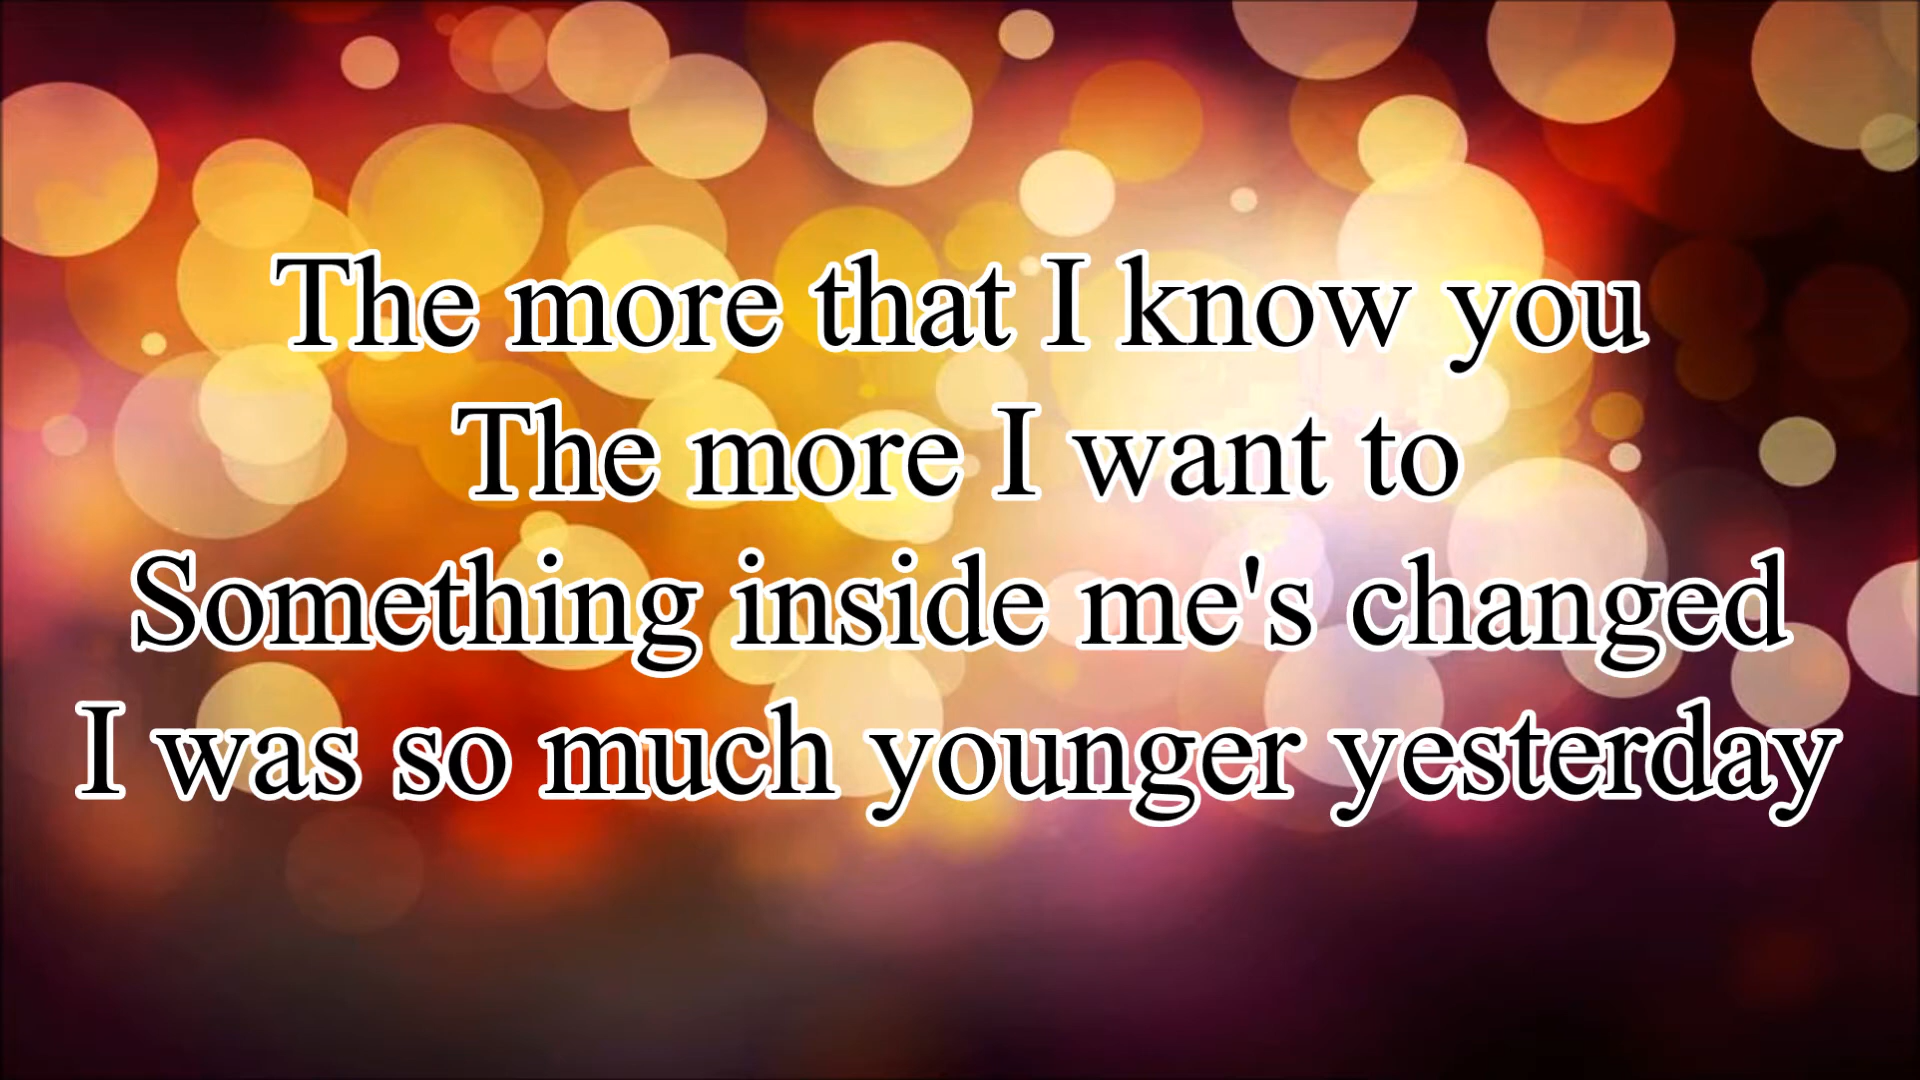 The more that I know you
The more I want to
Something inside me's changed
I was so much younger yesterday